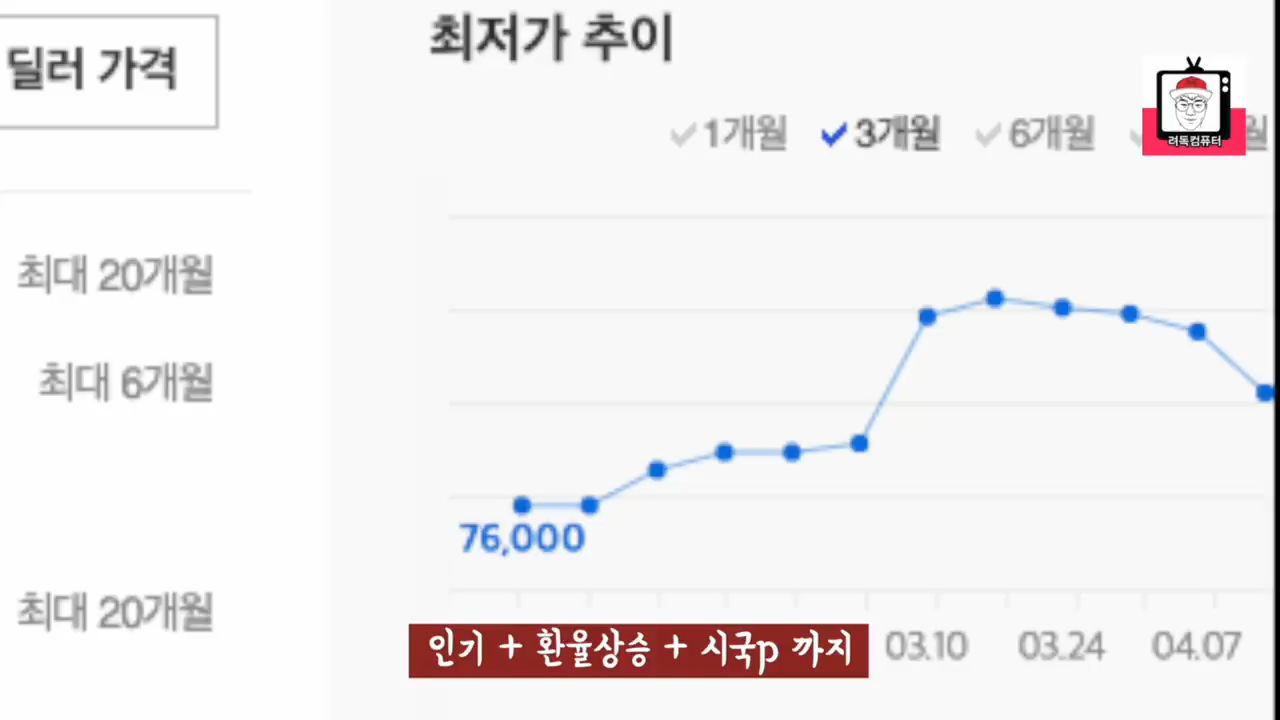 딜러 가격
최대 20개월
최대 6개월
최대 20개월
최저가 추이
1개월 3개월 6개월 월
려독컴퓨터
76,000
03.10 03.24 04.07
인기 + 환율상승 + 시국p 까지